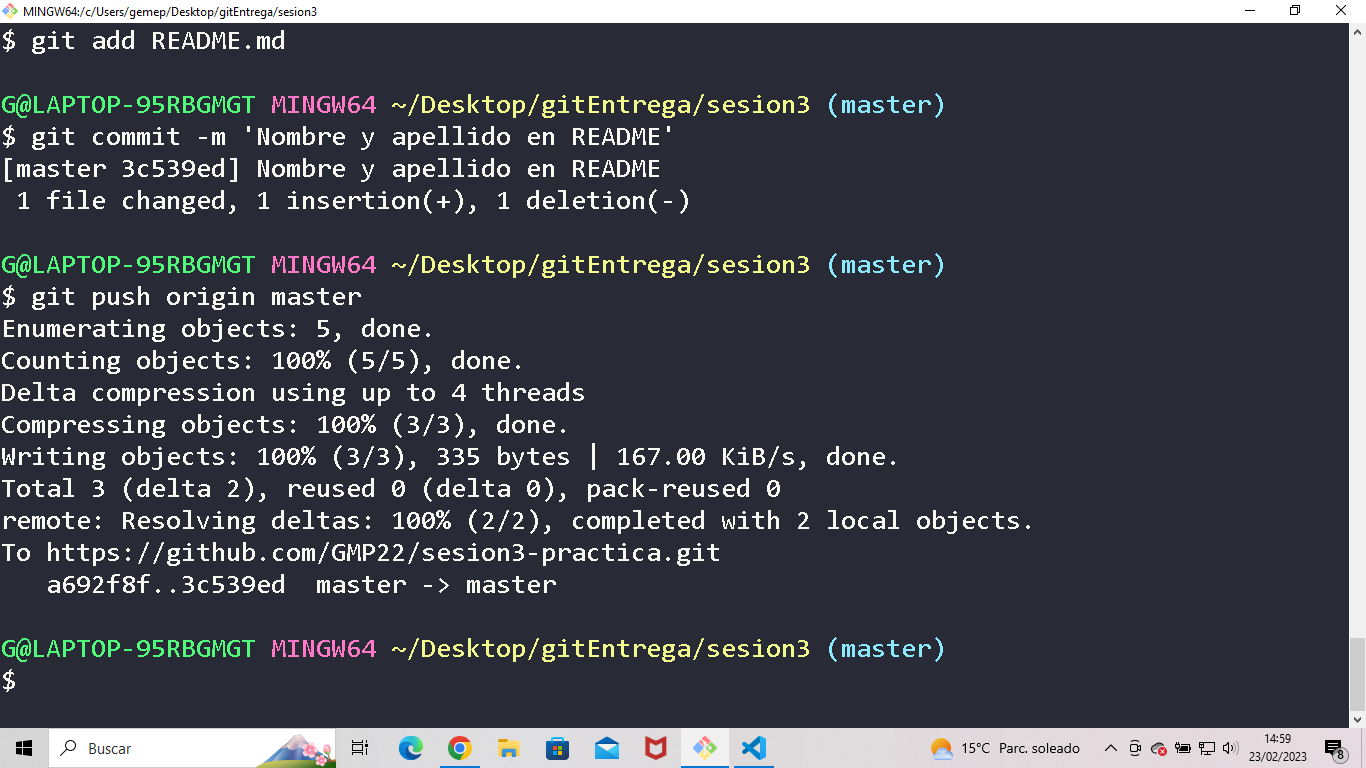 MINGW64:/c/Users/gemep/Desktop/gitEntrega/sesion3
$ git add README.md
G@LAPTOP-95RBGMGT MINGW64 ~/Desktop/gitEntrega/sesion3 (master)
$ git commit -m 'Nombre y apellido en README'
[master 3c539ed] Nombre y apellido en README
 1 file changed, 1 insertion(+), 1 deletion(-)
G@LAPTOP-95RBGMGT MINGW64 ~/Desktop/gitEntrega/sesion3 (master)
$ git push origin master
Enumerating objects: 5, done.
Counting objects: 100% (5/5), done.
Delta compression using up to 4 threads
Compressing objects: 100% (3/3), done.
Writing objects: 100% (3/3), 335 bytes | 167.00 KiB/s, done.
Total 3 (delta 2), reused 0 (delta 0), pack-reused 0
remote: Resolving deltas: 100% (2/2), completed with 2 local objects.
To https://github.com/GMP22/sesion3-practica.git
   a692f8f..3c539ed  master -> master
G@LAPTOP-95RBGMGT MINGW64 ~/Desktop/gitEntrega/sesion3 (master)
$
Buscar
15°C Parc. soleado
14:59
23/02/2023
8